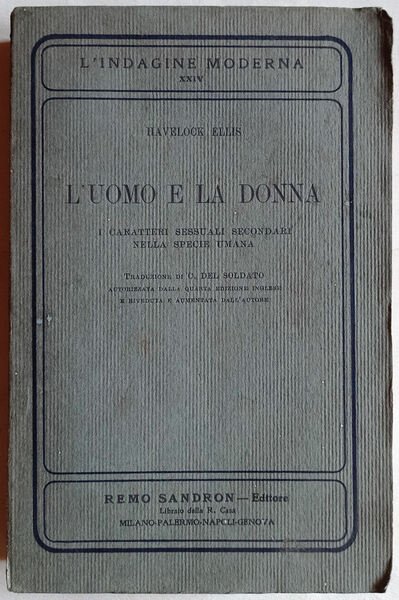 L'INDAGINE MODERNA
XXIV
HAVELOCK ELLIS
L'UOMO E LA DONNA
I CARATTERI SESSUALI SECONDARI
NELLA SPECIE UMANA
TRADUZIONE DI C. DEL SOLDATO
AUTORIZZATA DALLA QUARTA EDIZIONE INGLESE
E RIVEDUTA E AUMENTATA DALL'AUTORE
REMO SANDRON — Editore
Libraio della R. Casa
MILANO-PALERMO-NAPOLI-GENOVA